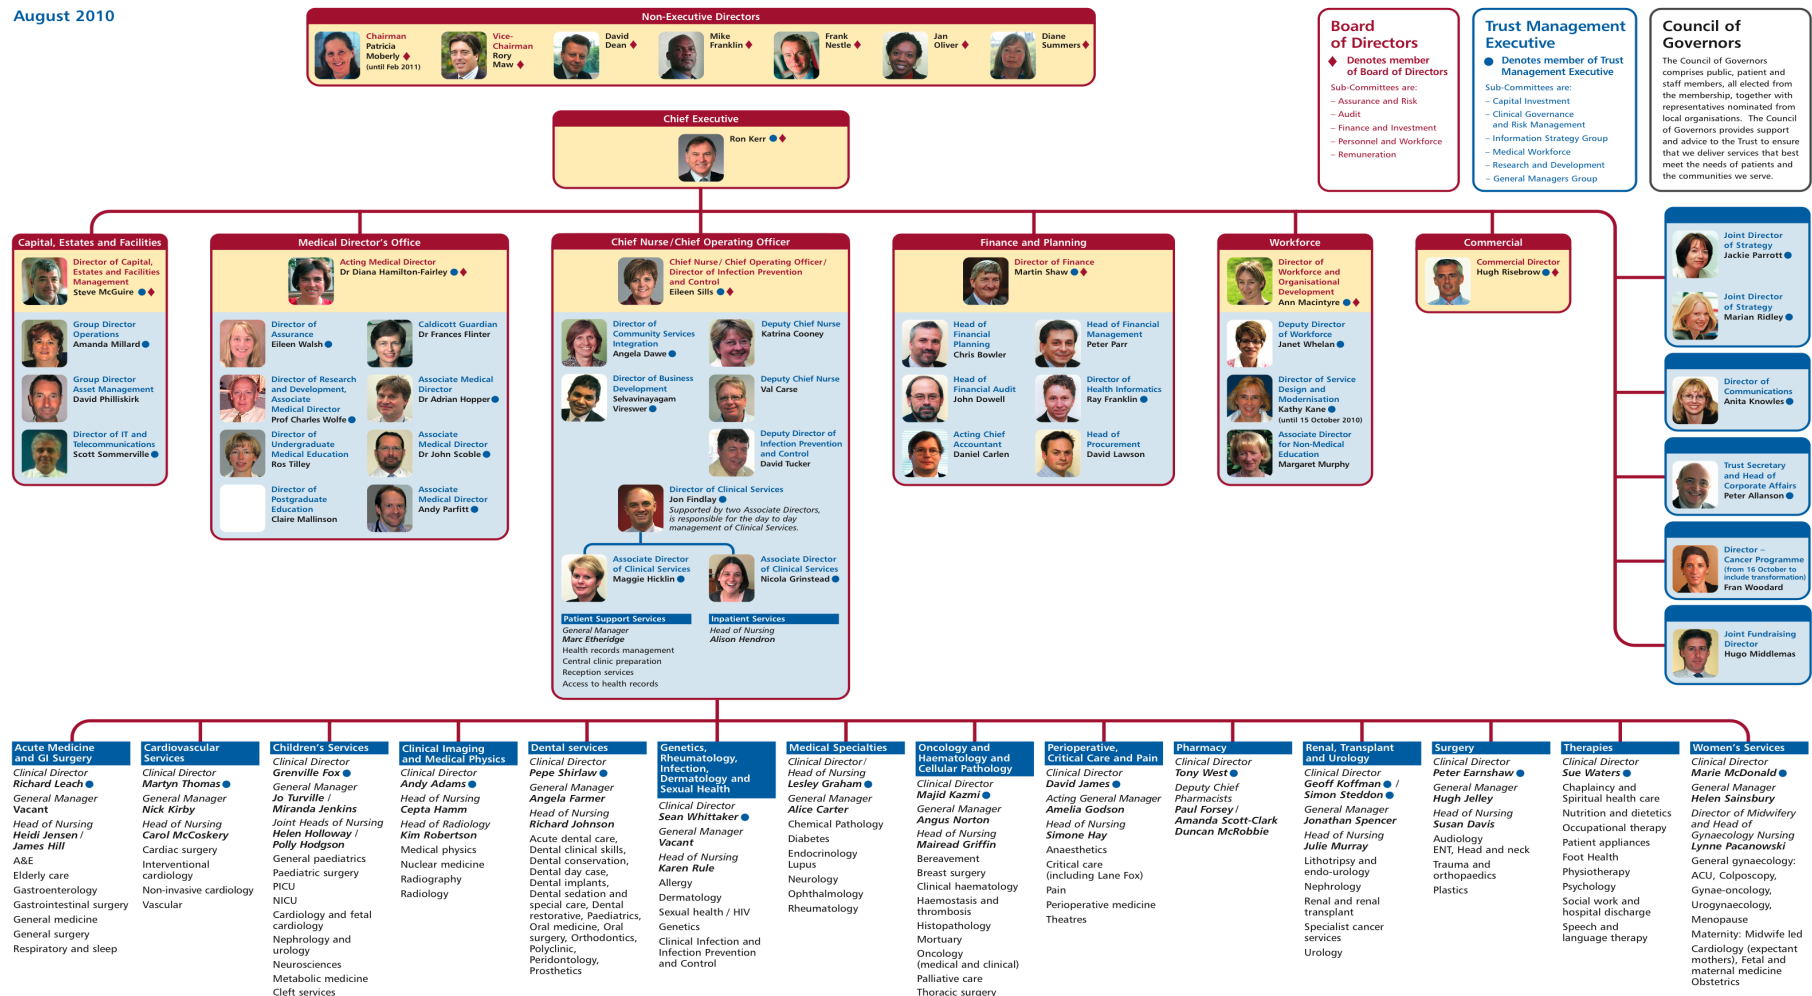 August 2010
Non-Executive Directors
Chairman
Patricia
Moberly
(until Feb 2011)
Vice-
Chairman
Rory
Maw
David
Dean
Mike
Franklin
Frank
Nestle
Jan
Oliver
Diane
Summers
Board
of Directors
Denotes member
of Board of Directors
Sub-Committees are:
– Assurance and Risk
– Audit
– Finance and Investment
– Personnel and Workforce
– Remuneration
Trust Management
Executive
Denotes member of Trust
Management Executive
Sub-Committees are:
– Capital Investment
– Clinical Governance
and Risk Management
– Information Strategy Group
– Medical Workforce
– Research and Development
– General Managers Group
Council of
Governors
The Council of Governors
comprises public, patient and
staff members, all elected from
the membership, together with
representatives nominated from
local organisations. The Council
of Governors provides support
and advice to the Trust to ensure
that we deliver services that best
meet the needs of patients and
the communities we serve.
Chief Executive
Ron Kerr
Capital, Estates and Facilities
Director of Capital,
Estates and Facilities
Management
Steve McGuire
Group Director
Operations
Amanda Millard
Group Director
Asset Management
David Philliskirk
Director of IT and
Telecommunications
Scott Sommerville
Medical Director's Office
Acting Medical Director
Dr Diana Hamilton-Fairley
Director of
Assurance
Eileen Walsh
Caldicott Guardian
Dr Frances Flinter
Director of Research
and Development,
Associate
Medical Director
Prof Charles Wolfe
Associate Medical
Director
Dr Adrian Hopper
Director of
Undergraduate
Medical Education
Ros Tilley
Associate
Medical Director
Dr John Scoble
Director of
Postgraduate
Education
Claire Mallinson
Associate
Medical Director
Andy Parfitt
Chief Nurse/Chief Operating Officer
Chief Nurse/ Chief Operating Officer/
Director of Infection Prevention
and Control
Eileen Sills
Director of
Community Services
Integration
Angela Dawe
Deputy Chief Nurse
Katrina Cooney
Director of Business
Development
Selvavinayagam
Vireswer
Deputy Chief Nurse
Val Carse
Deputy Director of
Infection Prevention
and Control
David Tucker
Director of Clinical Services
Jon Findlay
Supported by two Associate Directors,
is responsible for the day to day
management of Clinical Services.
Associate Director
of Clinical Services
Maggie Hicklin
Associate Director
of Clinical Services
Nicola Grinstead
Patient Support Services
General Manager
Marc Etheridge
Health records management
Central clinic preparation
Reception services
Access to health records
Inpatient Services
Head of Nursing
Alison Hendron
Finance and Planning
Director of Finance
Martin Shaw
Head of
Financial
Planning
Chris Bowler
Head of Financial
Management
Peter Parr
Head of
Financial Audit
John Dowell
Director of
Health Informatics
Ray Franklin
Acting Chief
Accountant
Daniel Carlen
Head of
Procurement
David Lawson
Workforce
Director of
Workforce and
Organisational
Development
Ann Macintyre
Deputy Director
of Workforce
Janet Whelan
Director of Service
Design and
Modernisation
Kathy Kane
(until 15 October 2010)
Associate Director
for Non-Medical
Education
Margaret Murphy
Commercial
Commercial Director
Hugh Risebrow
Joint Director
of Strategy
Jackie Parrott
Joint Director
of Strategy
Marian Ridley
Director of
Communications
Anita Knowles
Trust Secretary
and Head of
Corporate Affairs
Peter Allanson
Director –
Cancer Programme
(from 16 October to
include transformation)
Fran Woodard
Joint Fundraising
Director
Hugo Middlemas
Acute Medicine
and GI Surgery
Clinical Director
Richard Leach
General Manager
Vacant
Head of Nursing
Heidi Jensen /
James Hill
A&E
Elderly care
Gastroenterology
Gastrointestinal surgery
General medicine
General surgery
Respiratory and sleep
Cardiovascular
Services
Clinical Director
Martyn Thomas
General Manager
Nick Kirby
Head of Nursing
Carol McCoskery
Cardiac surgery
Interventional
cardiology
Non-invasive cardiology
Vascular
Children's Services
Clinical Director
Grenville Fox
General Manager
Jo Turville /
Miranda Jenkins
Joint Heads of Nursing
Helen Holloway /
Polly Hodgson
General paediatrics
Paediatric surgery
PICU
NICU
Cardiology and fetal
cardiology
Nephrology and
urology
Neurosciences
Metabolic medicine
Cleft services
Clinical Imaging
and Medical Physics
Clinical Director
Andy Adams
Head of Nursing
Cepta Hamm
Head of Radiology
Kim Robertson
Medical physics
Nuclear medicine
Radiography
Radiology
Dental services
Clinical Director
Pepe Shirlaw
General Manager
Angela Farmer
Head of Nursing
Richard Johnson
Acute dental care,
Dental clinical skills,
Dental conservation,
Dental day case,
Dental implants,
Dental sedation and
special care, Dental
restorative, Paediatrics,
Oral medicine, Oral
surgery, Orthodontics,
Polyclinic,
Peridontology,
Prosthetics
Genetics,
Rheumatology,
Infection,
Dermatology and
Sexual Health
Clinical Director
Sean Whittaker
General Manager
Vacant
Head of Nursing
Karen Rule
Allergy
Dermatology
Sexual health / HIV
Genetics
Clinical Infection and
Infection Prevention
and Control
Medical Specialties
Clinical Director/
Head of Nursing
Lesley Graham
General Manager
Alice Carter
Chemical Pathology
Diabetes
Endocrinology
Lupus
Neurology
Ophthalmology
Rheumatology
Oncology and
Haematology and
Cellular Pathology
Clinical Director
Majid Kazmi
General Manager
Angus Norton
Head of Nursing
Mairead Griffin
Bereavement
Breast surgery
Clinical haematology
Haemostasis and
thrombosis
Histopathology
Mortuary
Oncology
(medical and clinical)
Palliative care
Thoracic surgery
Perioperative,
Critical Care and Pain
Clinical Director
David James
Acting General Manager
Amelia Godson
Head of Nursing
Simone Hay
Anaesthetics
Critical care
(including Lane Fox)
Pain
Perioperative medicine
Theatres
Pharmacy
Clinical Director
Tony West
Deputy Chief
Pharmacists
Paul Forsey /
Amanda Scott-Clark
Duncan McRobbie
Renal, Transplant
and Urology
Clinical Director
Geoff Koffman /
Simon Steddon
General Manager
Jonathan Spencer
Head of Nursing
Julie Murray
Lithotripsy and
endo-urology
Nephrology
Renal and renal
transplant
Specialist cancer
services
Urology
Surgery
Clinical Director
Peter Earnshaw
General Manager
Hugh Jelley
Head of Nursing
Susan Davis
Audiology
ENT, Head and neck
Trauma and
orthopaedics
Plastics
Therapies
Clinical Director
Sue Waters
Chaplaincy and
Spiritual health care
Nutrition and dietetics
Occupational therapy
Patient appliances
Foot Health
Physiotherapy
Psychology
Social work and
hospital discharge
Speech and
language therapy
Women's Services
Clinical Director
Marie McDonald
General Manager
Helen Sainsbury
Director of Midwifery
and Head of
Gynaecology Nursing
Lynne Pacanowski
General gynaecology:
ACU, Colposcopy,
Gynae-oncology,
Urogynaecology,
Menopause
Maternity: Midwife led
Cardiology (expectant
mothers), Fetal and
maternal medicine
Obstetrics